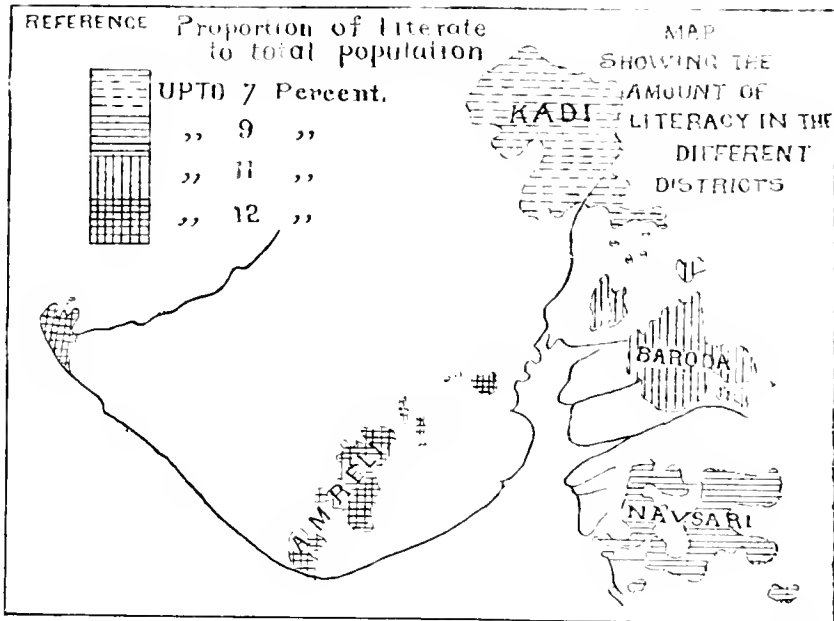 REFERENCE
Proportion of literate
to total population
UPTO 7 Percent.
,, 9 ,,
,, 11 ,,
,, 12 ,,
MAP
SHOWING THE
AMOUNT OF
LITERACY IN THE
DIFFERENT
DISTRICTS
KADI
BARODA
AMRELI
NAVSARI